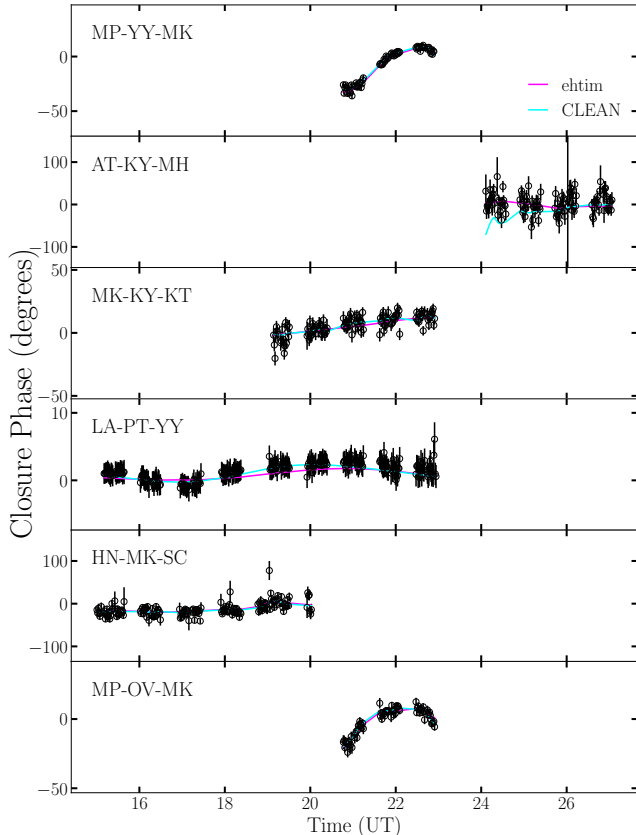 MP-YY-MK
0
−50
ehtim
CLEAN
AT-KY-MH
100
0
−100
MK-KY-KT
50
0
−50
LA-PT-YY
10
0
HN-MK-SC
100
0
−100
MP-OV-MK
0
−50
16 18 20 22 24 26
Time (UT)
Closure Phase (degrees)